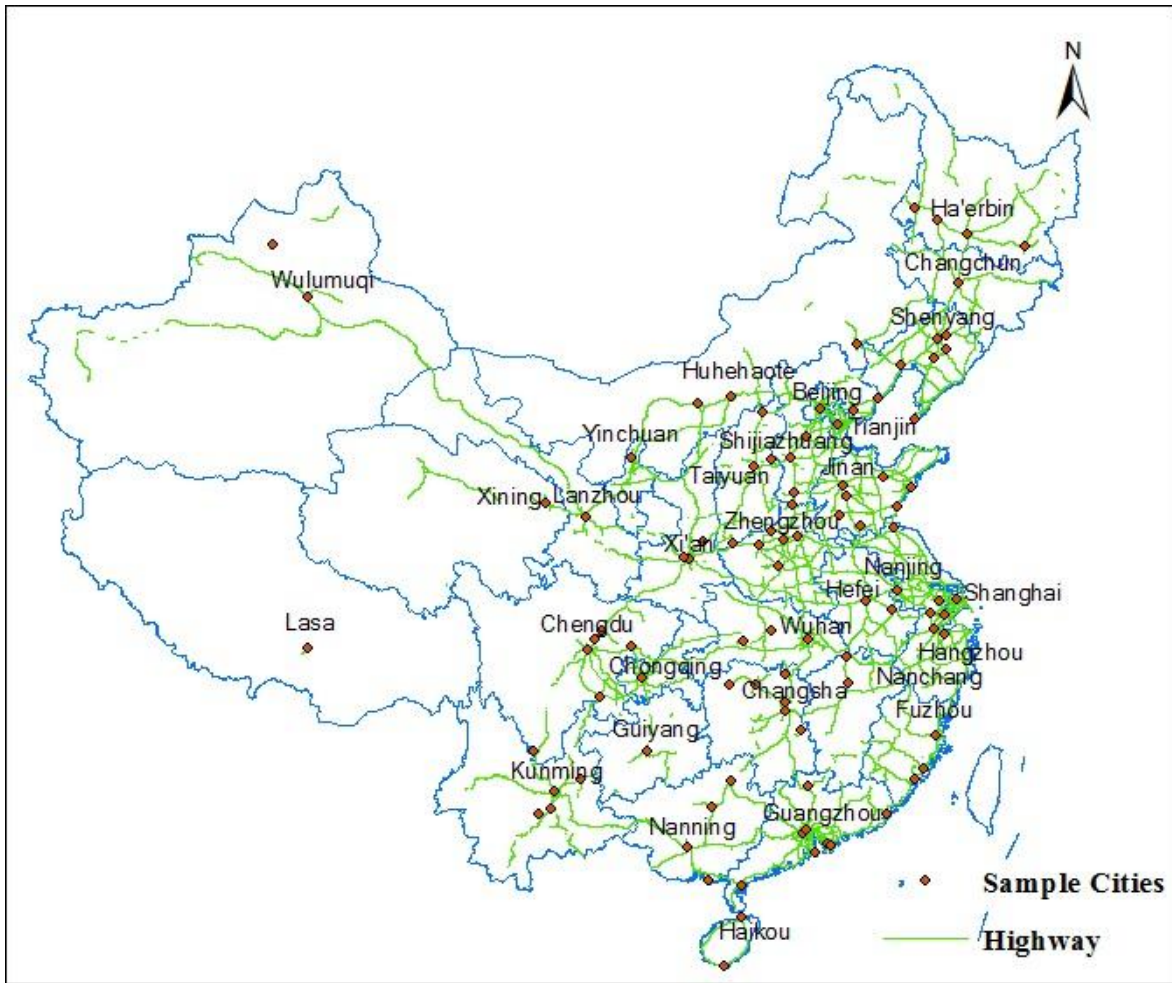 N
Ha'erbin
Wulumuqi
Changchun
Shenyang
Huhehaote
Beijing
Tianjin
Yinchuan
Shijiazhuang
Taiyuan
Jinan
Xining
Lanzhou
Zhengzhou
Xi'an
Nanjing
Hefei
Shanghai
Lasa
Chengdu
Wuhan
Hangzhou
Chongqing
Nanchang
Changsha
Fuzhou
Guiyang
Kunming
Guangzhou
Nanning
Sample Cities
Haikou
Highway